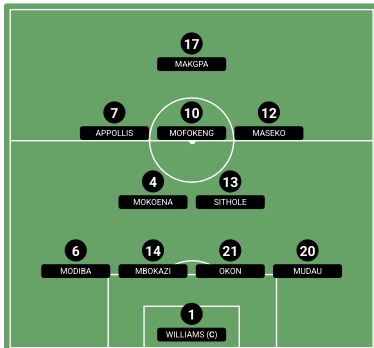 17
MAKGPA
7 10 12
APPOLLIS MOFOKENG MASEKO
4 13
MOKOENA SITHOLE
6 14 21 20
MODIBA MBOKAZI OKON MUDAU
1
WILLIAMS (C)